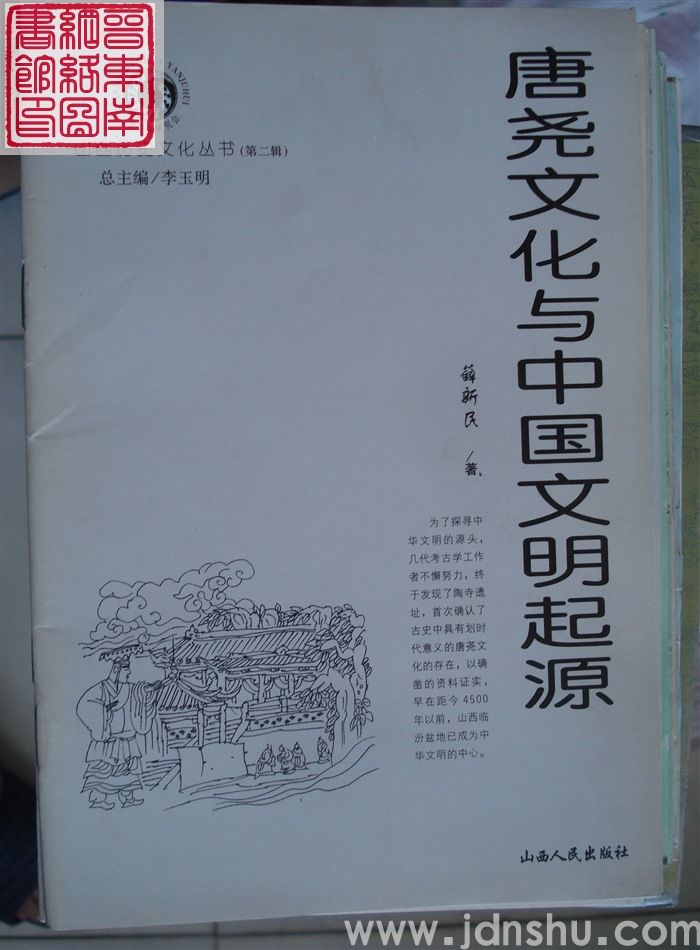 晋东南
网络图
书馆印
YANJUHUI
历史文化丛书(第二辑)
总主编/李玉明
唐尧文化与中国文明起源
薛新民 /著
为了探寻中
华文明的源头,
几代考古学工作
者不懈努力,终
于发现了陶寺遗
址,首次确认了
古史中具有划时
代意义的唐尧文
化的存在,以确
凿的资料证实,
早在距今4500
年以前,山西临
汾盆地已成为中
华文明的中心。
山西人民出版社
www.jdnshu.com